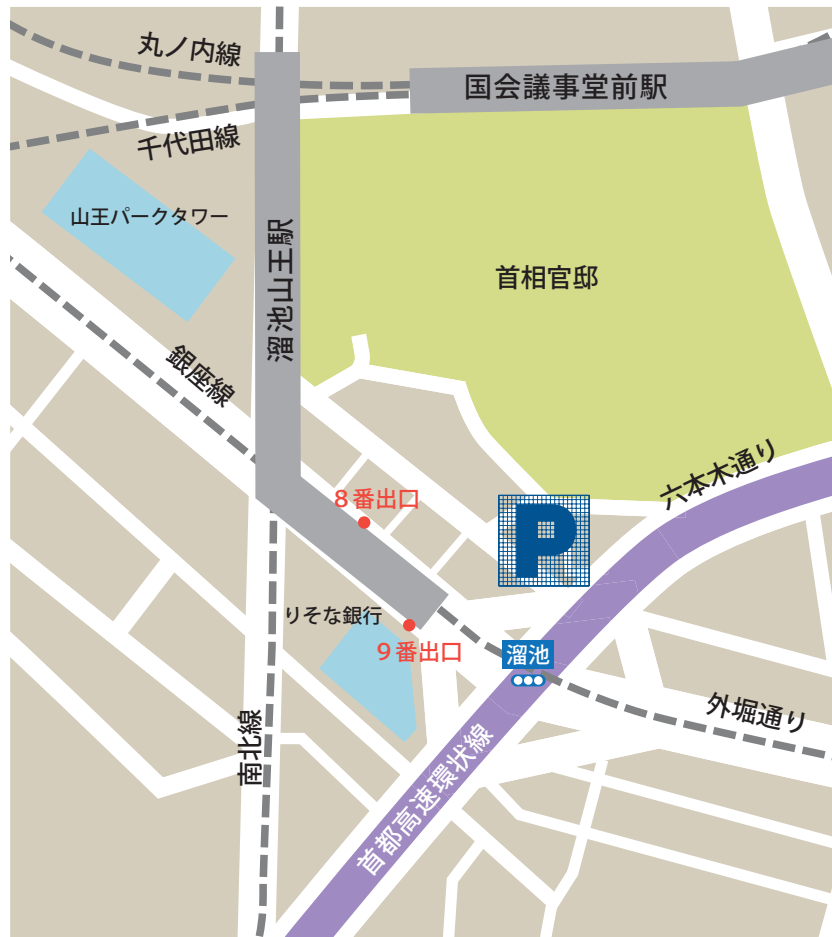 丸ノ内線
国会議事堂前駅
千代田線
山王パークタワー
溜池山王駅
首相官邸
銀座線
六本木通り
8番出口
P
りそな銀行
9番出口
溜池
外堀通り
南北線
首都高速環状線